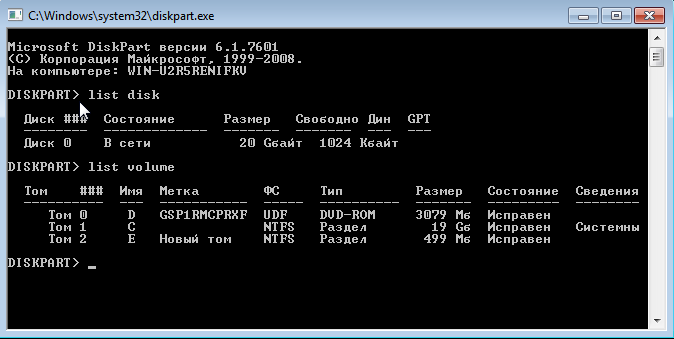 C:\Windows\system32\diskpart.exe
Microsoft DiskPart версии 6.1.7601
(C) Корпорация Майкрософт, 1999-2008.
На компьютере: WIN-U2R5RENIFKV
DISKPART> list disk
Диск ### Состояние Размер Свободно Дин GPT
-------- ------------- ------- ------- --- ---
Диск 0 В сети 20 Gбайт 1024 Kбайт
DISKPART> list volume
Том ### Имя Метка ФС Тип Размер Состояние Сведения
---------- --- ----------- ----- ---------- ------- --------- --------
Том 0 D GSP1RMCPRXF UDF DVD-ROM 3079 Mб Исправен
Том 1 C NTFS Раздел 19 Gб Исправен Системны
Том 2 E Новый том NTFS Раздел 499 Mб Исправен
DISKPART> _